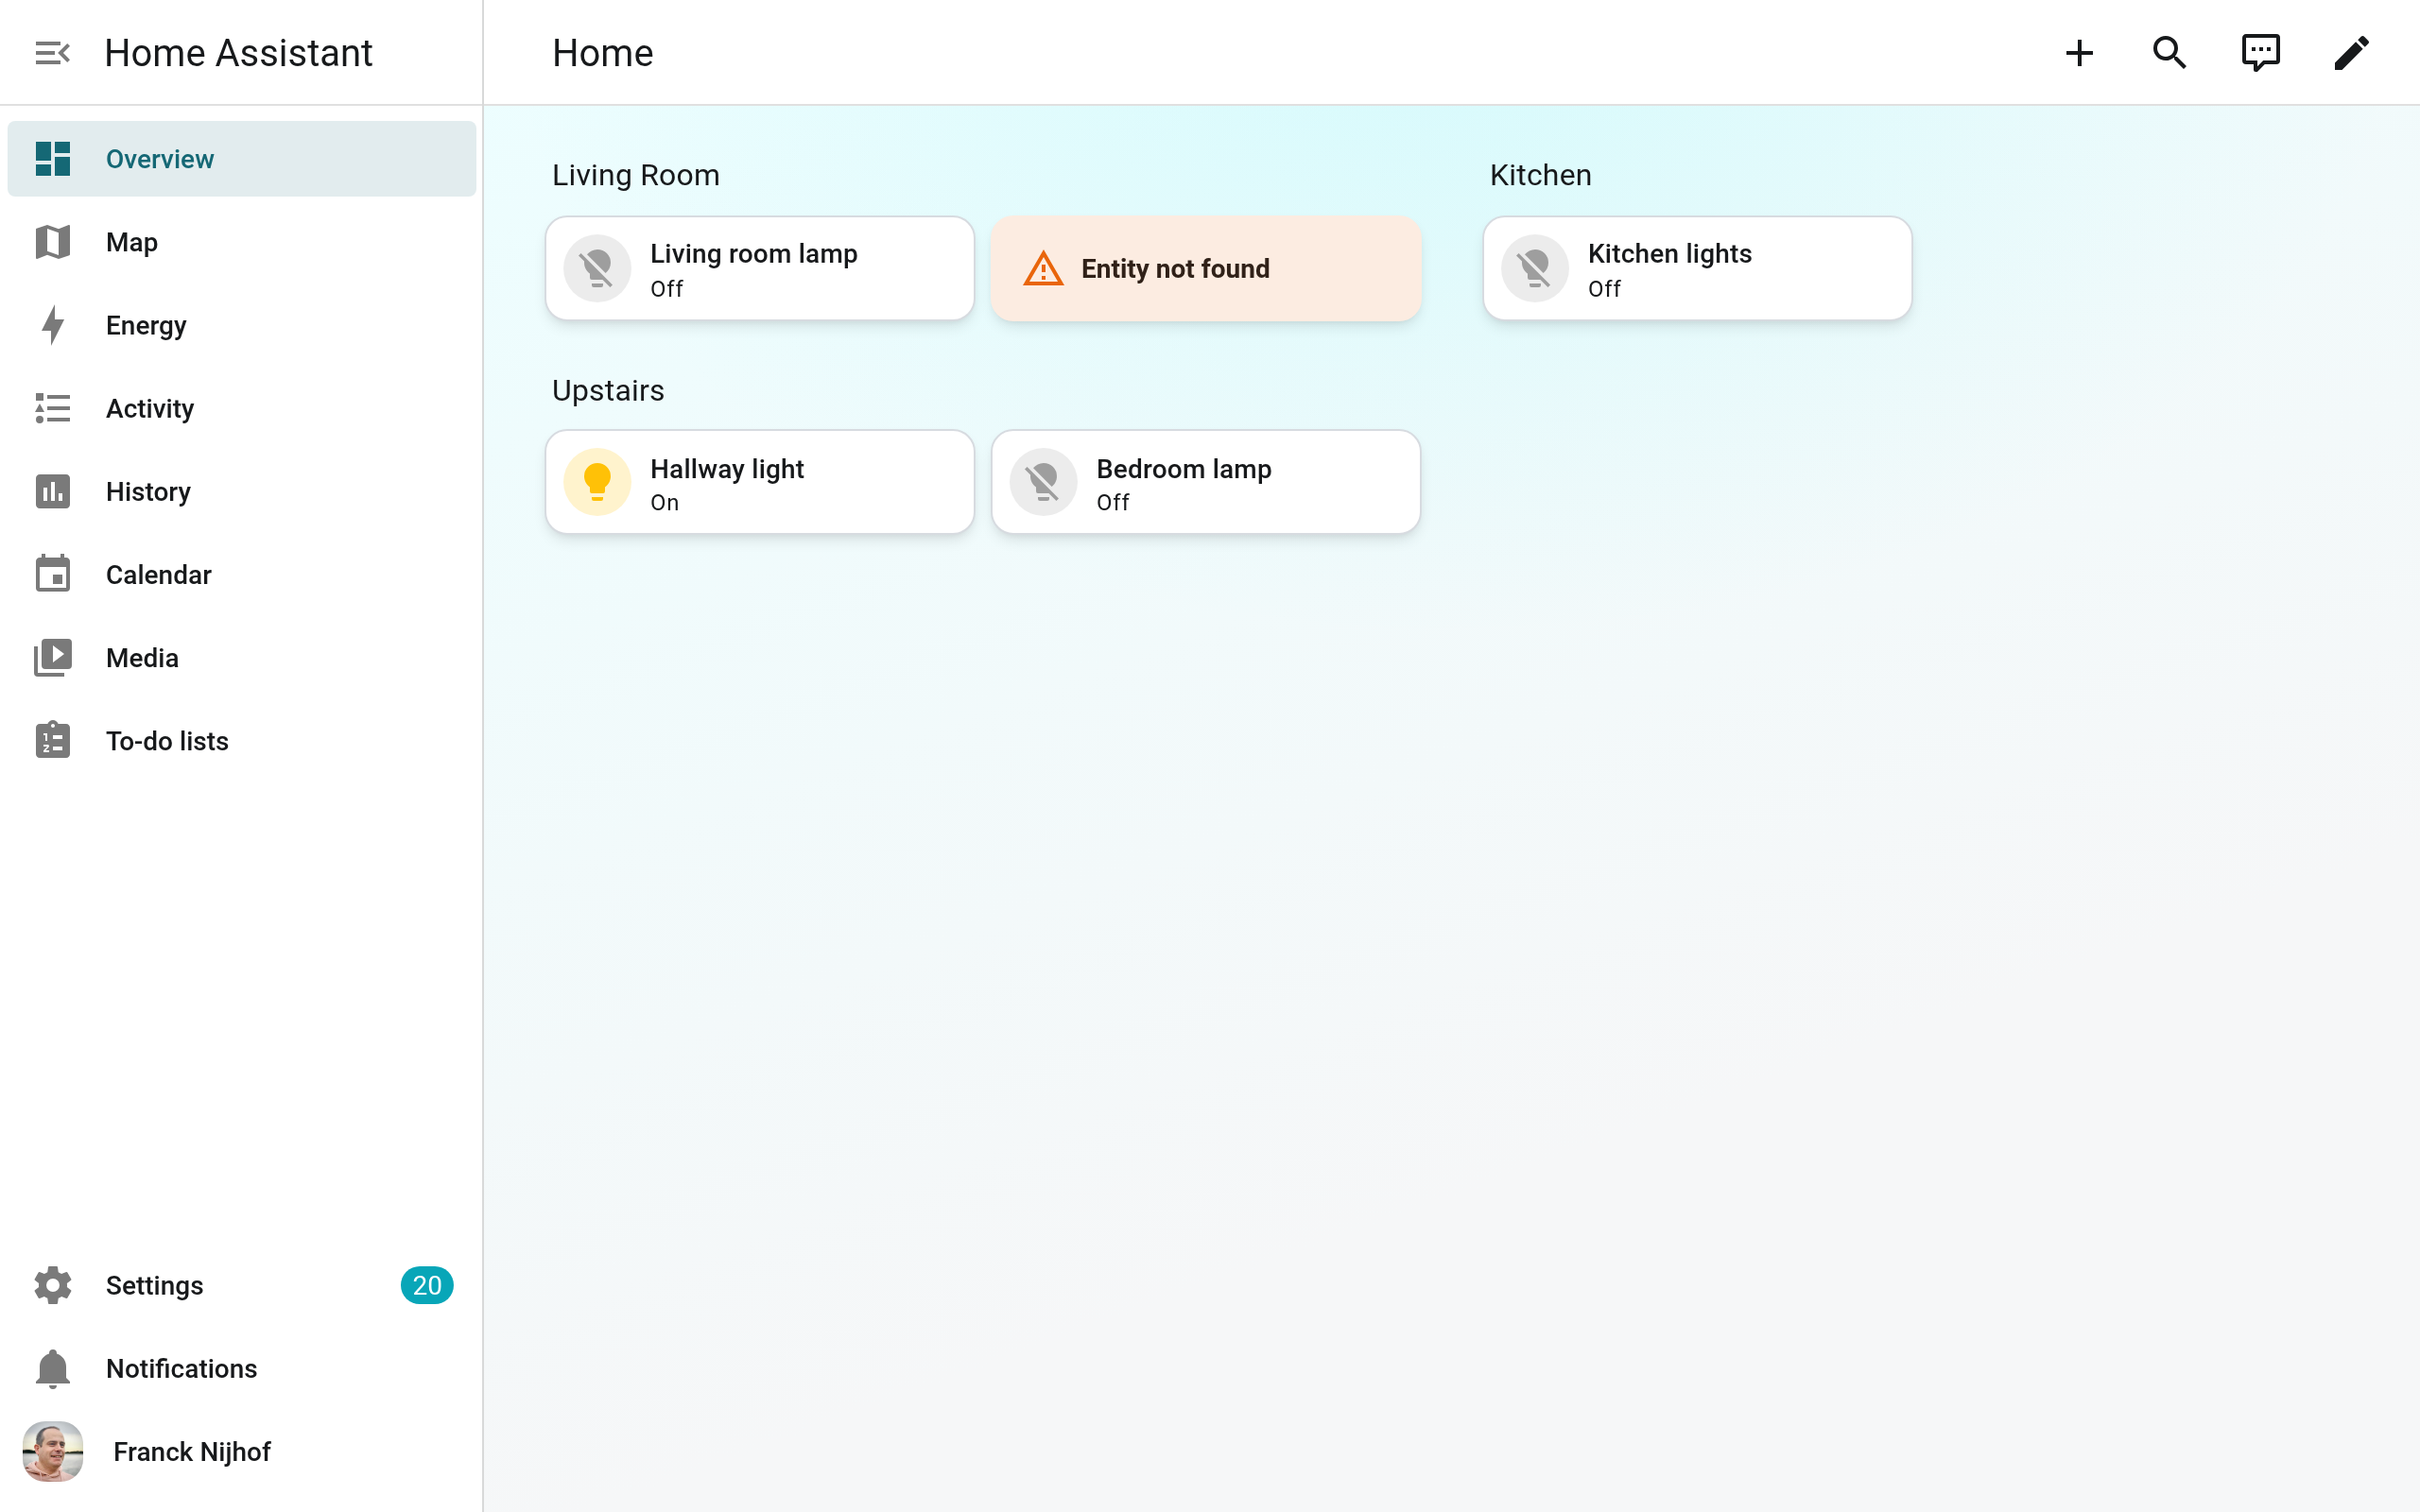 Home Assistant
Overview
Map
Energy
Activity
History
Calendar
Media
To-do lists
Settings
20
Notifications
Franck Nijhof
Home
Living Room
Living room lamp
Off
Entity not found
Kitchen
Kitchen lights
Off
Upstairs
Hallway light
On
Bedroom lamp
Off